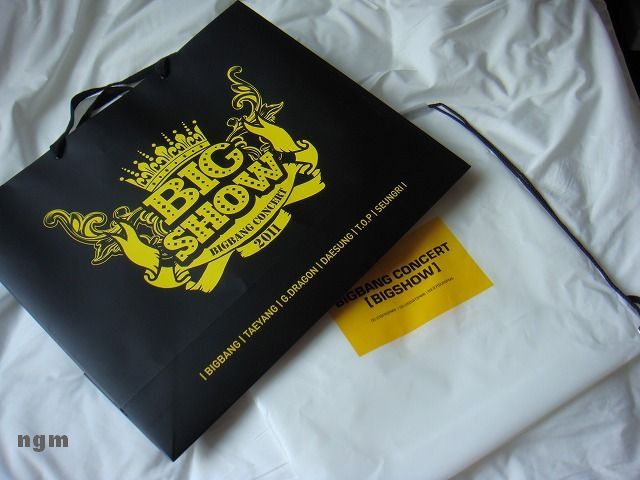 BIG
SHOW
BIGBANG CONCERT
2011
| BIGBANG | TAEYANG | G.DRAGON | DAESUNG | T.O.P | SEUNGRI |
BIGBANG CONCERT
[BIGSHOW]
ngm